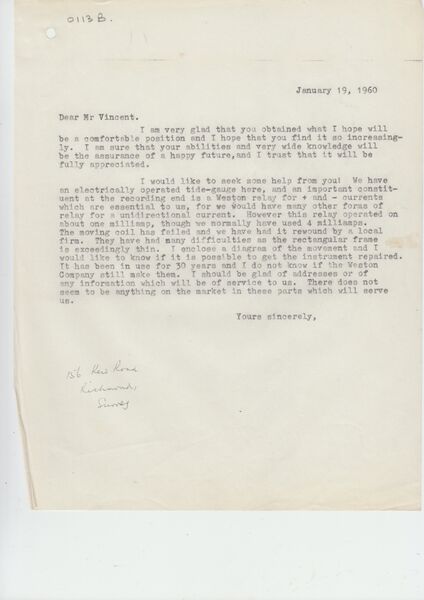 0113 B.
January 19, 1960
Dear Mr Vincent.
I am very glad that you obtained what I hope will
be a comfortable position and I hope that you find it so increasing-
ly. I am sure that your abilities and very wide knowledge will
be the assurance of a happy future,and I trust that it will be
fully appreciated.
I would like to seek some help from you! We have
an electrically operated tide-gauge here, and an important constit-
uent at the recording end is a Weston relay for + and - currents
which are essential to us, for we would have many other forms of
relay for a unidirectional current. However this relay operated on
about one milliamp, though we normally have used 4 milliamps.
The moving coil has failed and we have had it rewound by a local
firm. They have had many difficulties as the rectangular frame
is exceedingly thin. I enclose a diagram of the movement and I
would like to know if it is possible to get the instrument repaired.
It has been in use for 30 years and I do not know if the Weston
Company still make them. I should be glad of addresses or of
any information which will be of service to us. There does not
seem to be anything on the market in these parts which will serve
us.
Yours sincerely,
156 Kew Road
Richmond,
Surrey